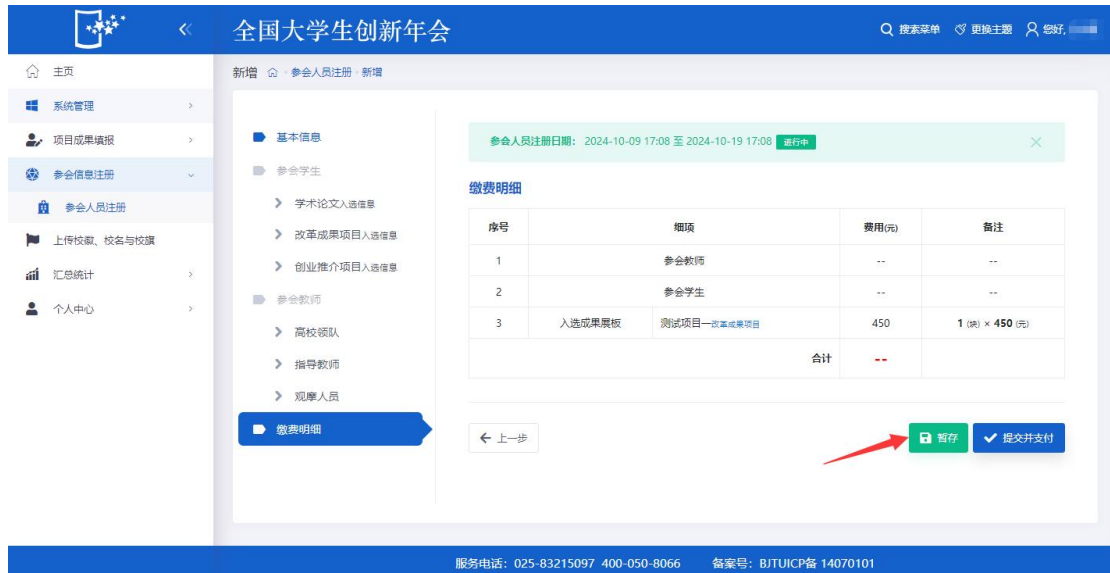 全国大学生创新年会
搜索菜单 更换主题 您好,
主页
系统管理
项目成果填报
参会信息注册
参会人员注册
上传校徽、校名与校旗
汇总统计
个人中心
新增 参会人员注册 新增
基本信息
参会学生
学术论文入选信息
改革成果项目入选信息
创业推介项目入选信息
参会教师
高校领队
指导教师
观摩人员
缴费明细
参会人员注册日期: 2024-10-09 17:08 至 2024-10-19 17:08 进行中
缴费明细
序号 细项 费用(元) 备注
1 参会教师 -- --
2 参会学生 -- --
3 入选成果展板 测试项目—改革成果项目 450 1 (块) × 450 (元)
合计 --
上一步
暂存 提交并支付
服务电话: 025-83215097 400-050-8066 备案号: BJTUICP备 14070101